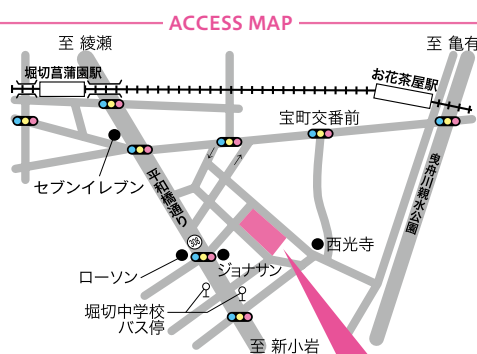 ACCESS MAP
至 綾瀬
至 亀有
堀切菖蒲園駅
お花茶屋駅
宝町交番前
セブンイレブン
平和橋通り
曳舟川親水公園
308
西光寺
ローソン
ジョナサン
堀切中学校
バス停
至 新小岩